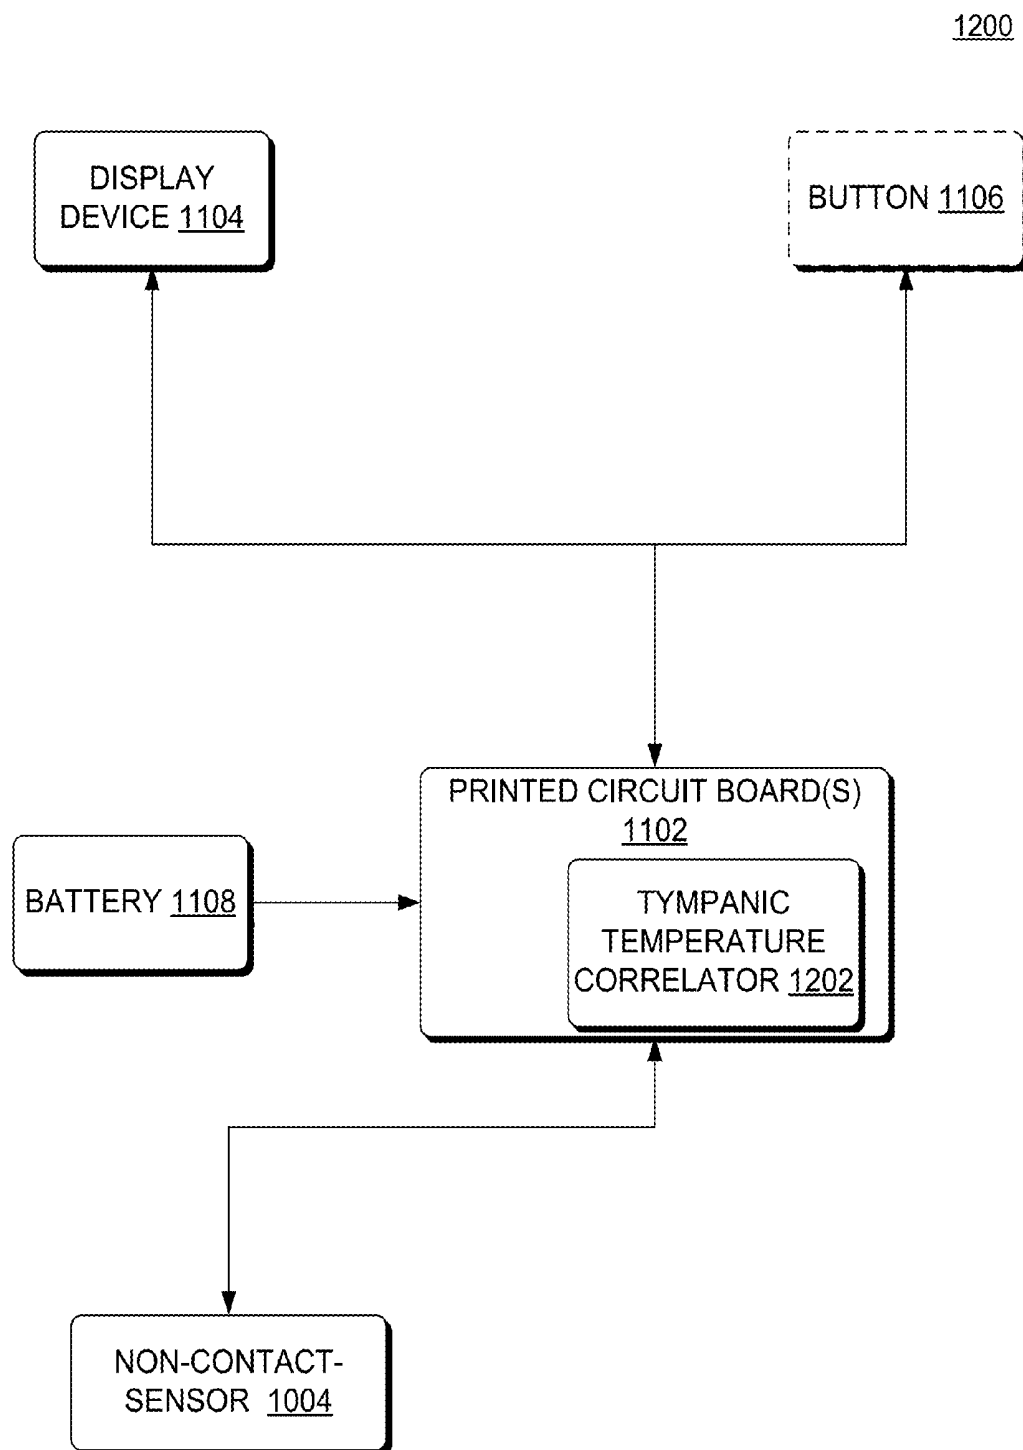 1200
DISPLAY
DEVICE 1104
BUTTON 1106
PRINTED CIRCUIT BOARD(S)
1102
BATTERY 1108
TYMPANIC
TEMPERATURE
CORRELATOR 1202
NON-CONTACT-
SENSOR 1004